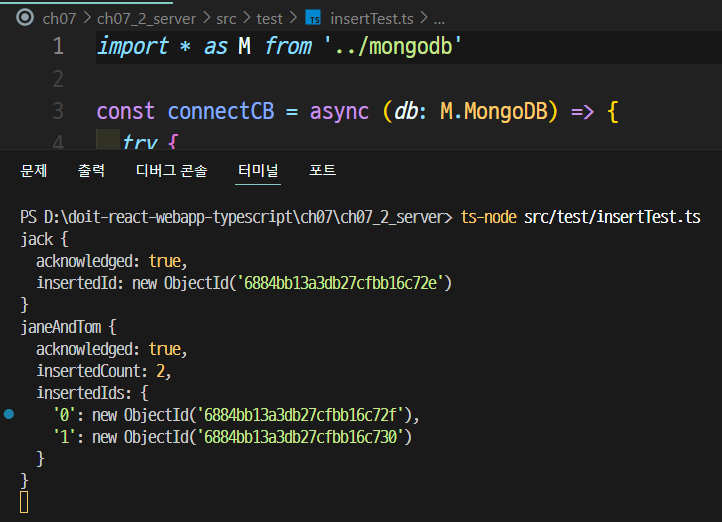 ch07 > ch07_2_server > src > test > TS insertTest.ts > ...
1 import * as M from '../mongodb'
2
3 const connectCB = async (db: M.MongoDB) => {
4 try {
문제 출력 디버그 콘솔 터미널 포트
PS D:\doit-react-webapp-typescript\ch07\ch07_2_server> ts-node src/test/insertTest.ts
jack {
  acknowledged: true,
  insertedId: new ObjectId('6884bb13a3db27cfbb16c72e')
}
janeAndTom {
  acknowledged: true,
  insertedCount: 2,
  insertedIds: {
    '0': new ObjectId('6884bb13a3db27cfbb16c72f'),
    '1': new ObjectId('6884bb13a3db27cfbb16c730')
  }
}